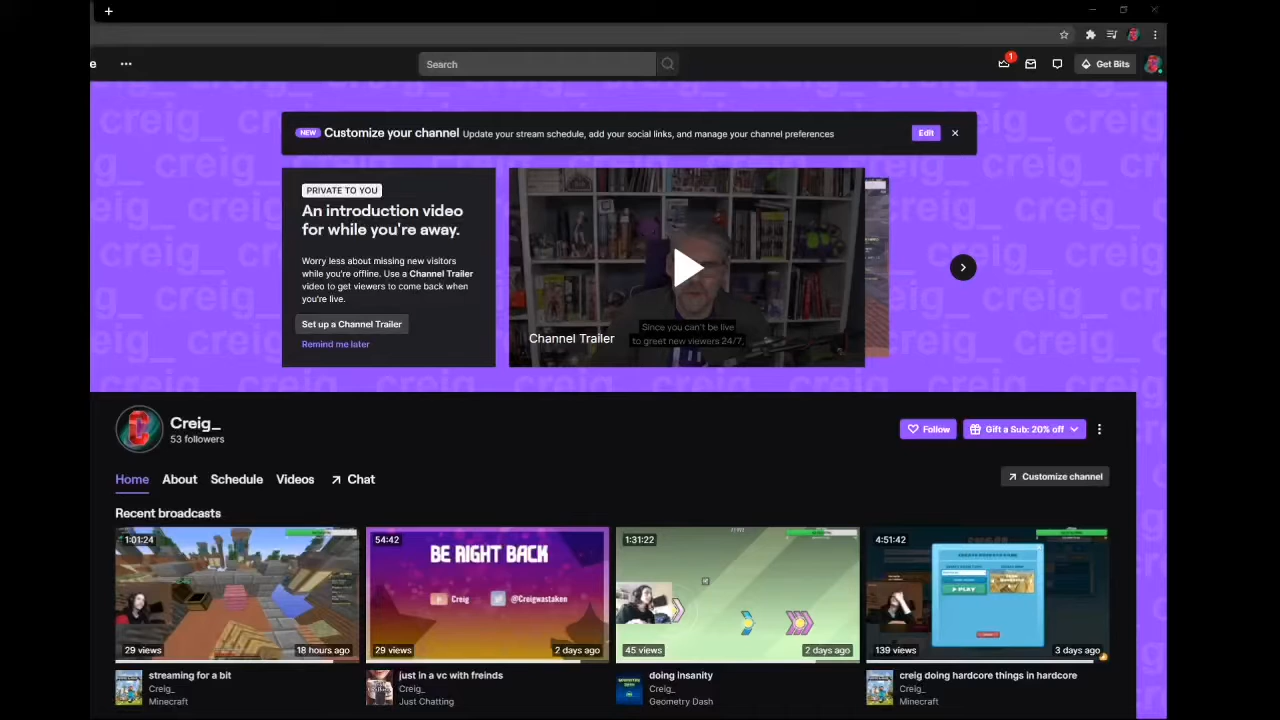 e
Search
1
Get Bits
NEW Customize your channel Update your stream schedule, add your social links, and manage your channel preferences
Edit
PRIVATE TO YOU
An introduction video
for while you're away.
Worry less about missing new visitors
while you're offline. Use a Channel Trailer
video to get viewers to come back when
you're live.
Set up a Channel Trailer
Remind me later
Channel Trailer
Since you can't be live
to greet new viewers 24/7,
creig_
Creig_
53 followers
Follow
Gift a Sub: 20% off
Home About Schedule Videos Chat
Customize channel
Recent broadcasts
1:01:24
29 views
18 hours ago
54:42
BE RIGHT BACK
Creig
@Creigwastaken
29 views
2 days ago
1:31:22
45 views
2 days ago
4:51:42
PLAY
139 views
3 days ago
streaming for a bit
Creig_
Minecraft
just in a vc with freinds
Creig_
Just Chatting
doing insanity
Creig_
Geometry Dash
creig doing hardcore things in hardcore
Creig_
Minecraft